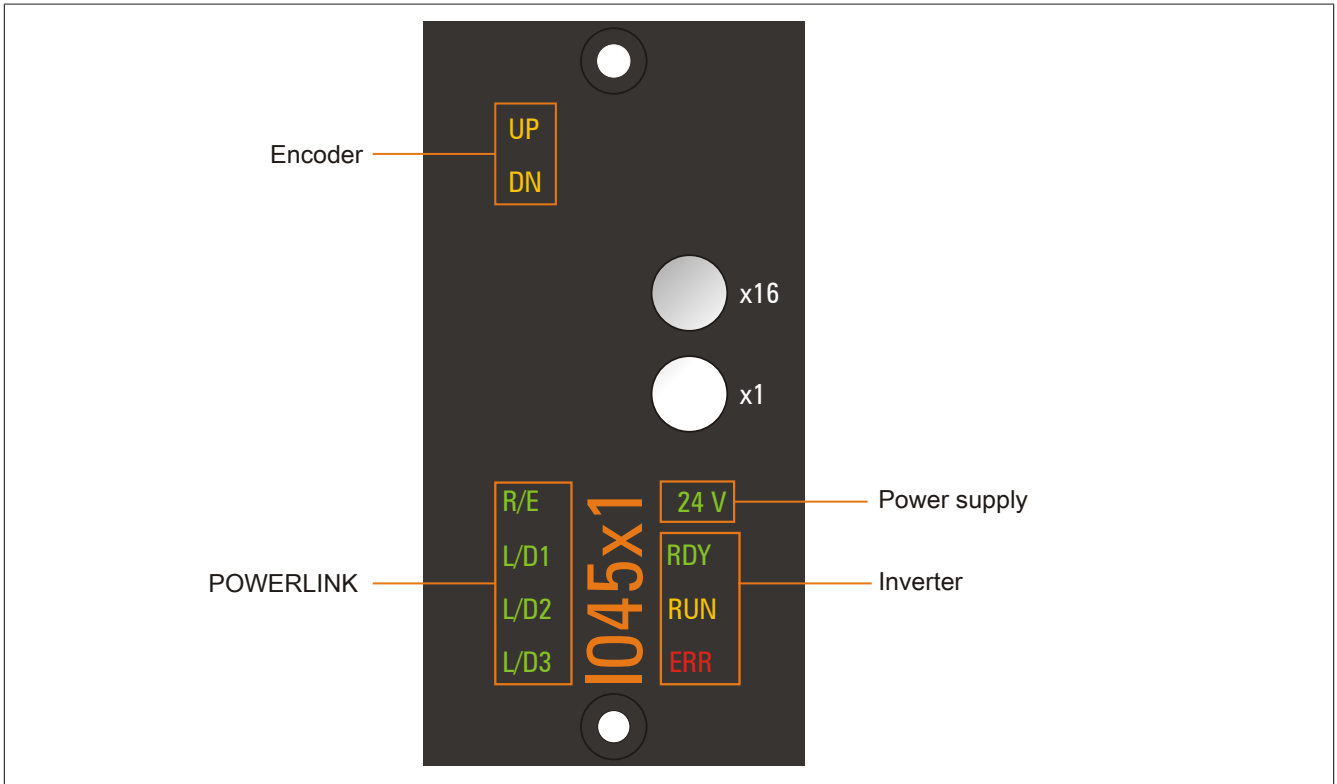 Encoder
UP
DN
x16
x1
R/E
L/D1
L/D2
L/D3
POWERLINK
I045x1
24 V
Power supply
RDY
RUN
ERR
Inverter